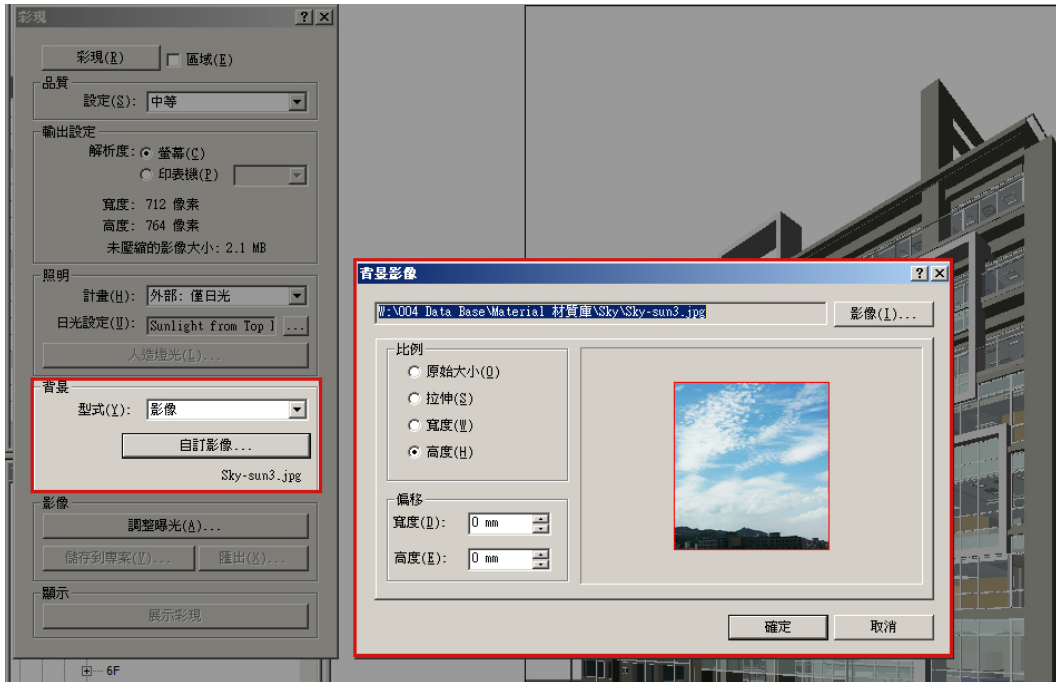 彩現
彩現(R)
區域(E)
品質
設定(S): 中等
輸出設定
解析度: 螢幕(C)
印表機(P)
寬度: 712 像素
高度: 764 像素
未壓縮的影像大小: 2.1 MB
照明
計畫(H): 外部: 僅日光
日光設定(U): Sunlight from Top ...
人造燈光(L)...
背景
型式(Y): 影像
自訂影像...
Sky-sun3.jpg
影像
調整曝光(A)...
儲存到專案(V)... 匯出(X)...
顯示
展示彩現
6F
背景影像
W:\004 Data Base\Material 材質庫\Sky\Sky-sun3.jpg
影像(I)...
比例
原始大小(O)
拉伸(S)
寬度(W)
高度(H)
偏移
寬度(D): 0 mm
高度(E): 0 mm
確定 取消